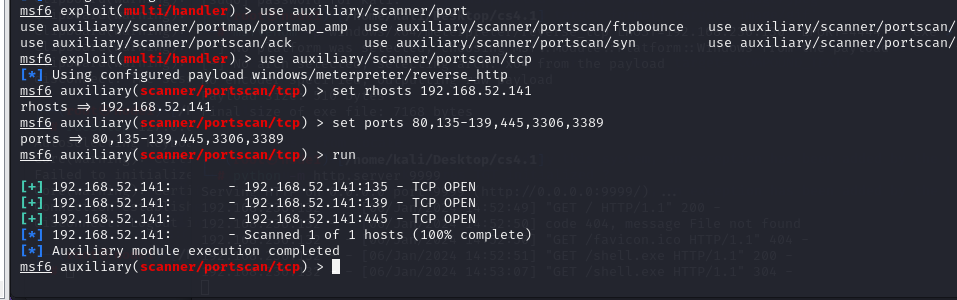 msf6 exploit(multi/handler) > use auxiliary/scanner/port
use auxiliary/scanner/portmap/portmap_amp  use auxiliary/scanner/portscan/ftpbounce  use auxiliary/scanner/portscan/
use auxiliary/scanner/portscan/ack  use auxiliary/scanner/portscan/syn  use auxiliary/scanner/portscan/
msf6 exploit(multi/handler) > use auxiliary/scanner/portscan/tcp
[*] Using configured payload windows/meterpreter/reverse_http
msf6 auxiliary(scanner/portscan/tcp) > set rhosts 192.168.52.141
rhosts ⇒ 192.168.52.141
msf6 auxiliary(scanner/portscan/tcp) > set ports 80,135-139,445,3306,3389
ports ⇒ 80,135-139,445,3306,3389
msf6 auxiliary(scanner/portscan/tcp) > run
[+] 192.168.52.141:       - 192.168.52.141:135 - TCP OPEN
[+] 192.168.52.141:       - 192.168.52.141:139 - TCP OPEN
[+] 192.168.52.141:       - 192.168.52.141:445 - TCP OPEN
[*] 192.168.52.141:       - Scanned 1 of 1 hosts (100% complete)
[*] Auxiliary module execution completed
msf6 auxiliary(scanner/portscan/tcp) >